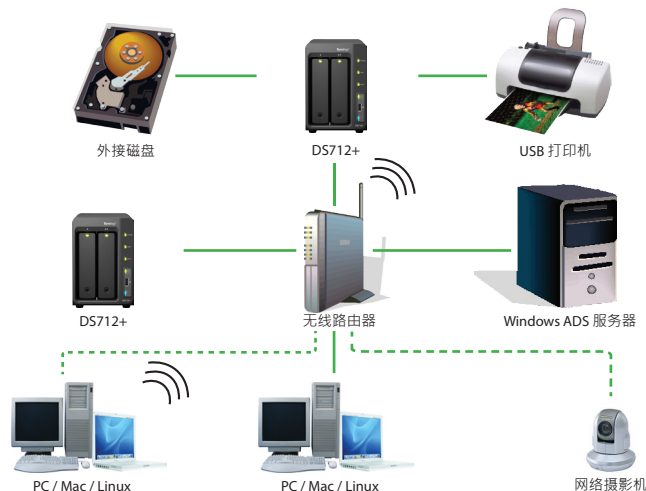 外接磁盘
DS712+
USB 打印机
DS712+
无线路由器
Windows ADS 服务器
PC / Mac / Linux
PC / Mac / Linux
网络摄影机